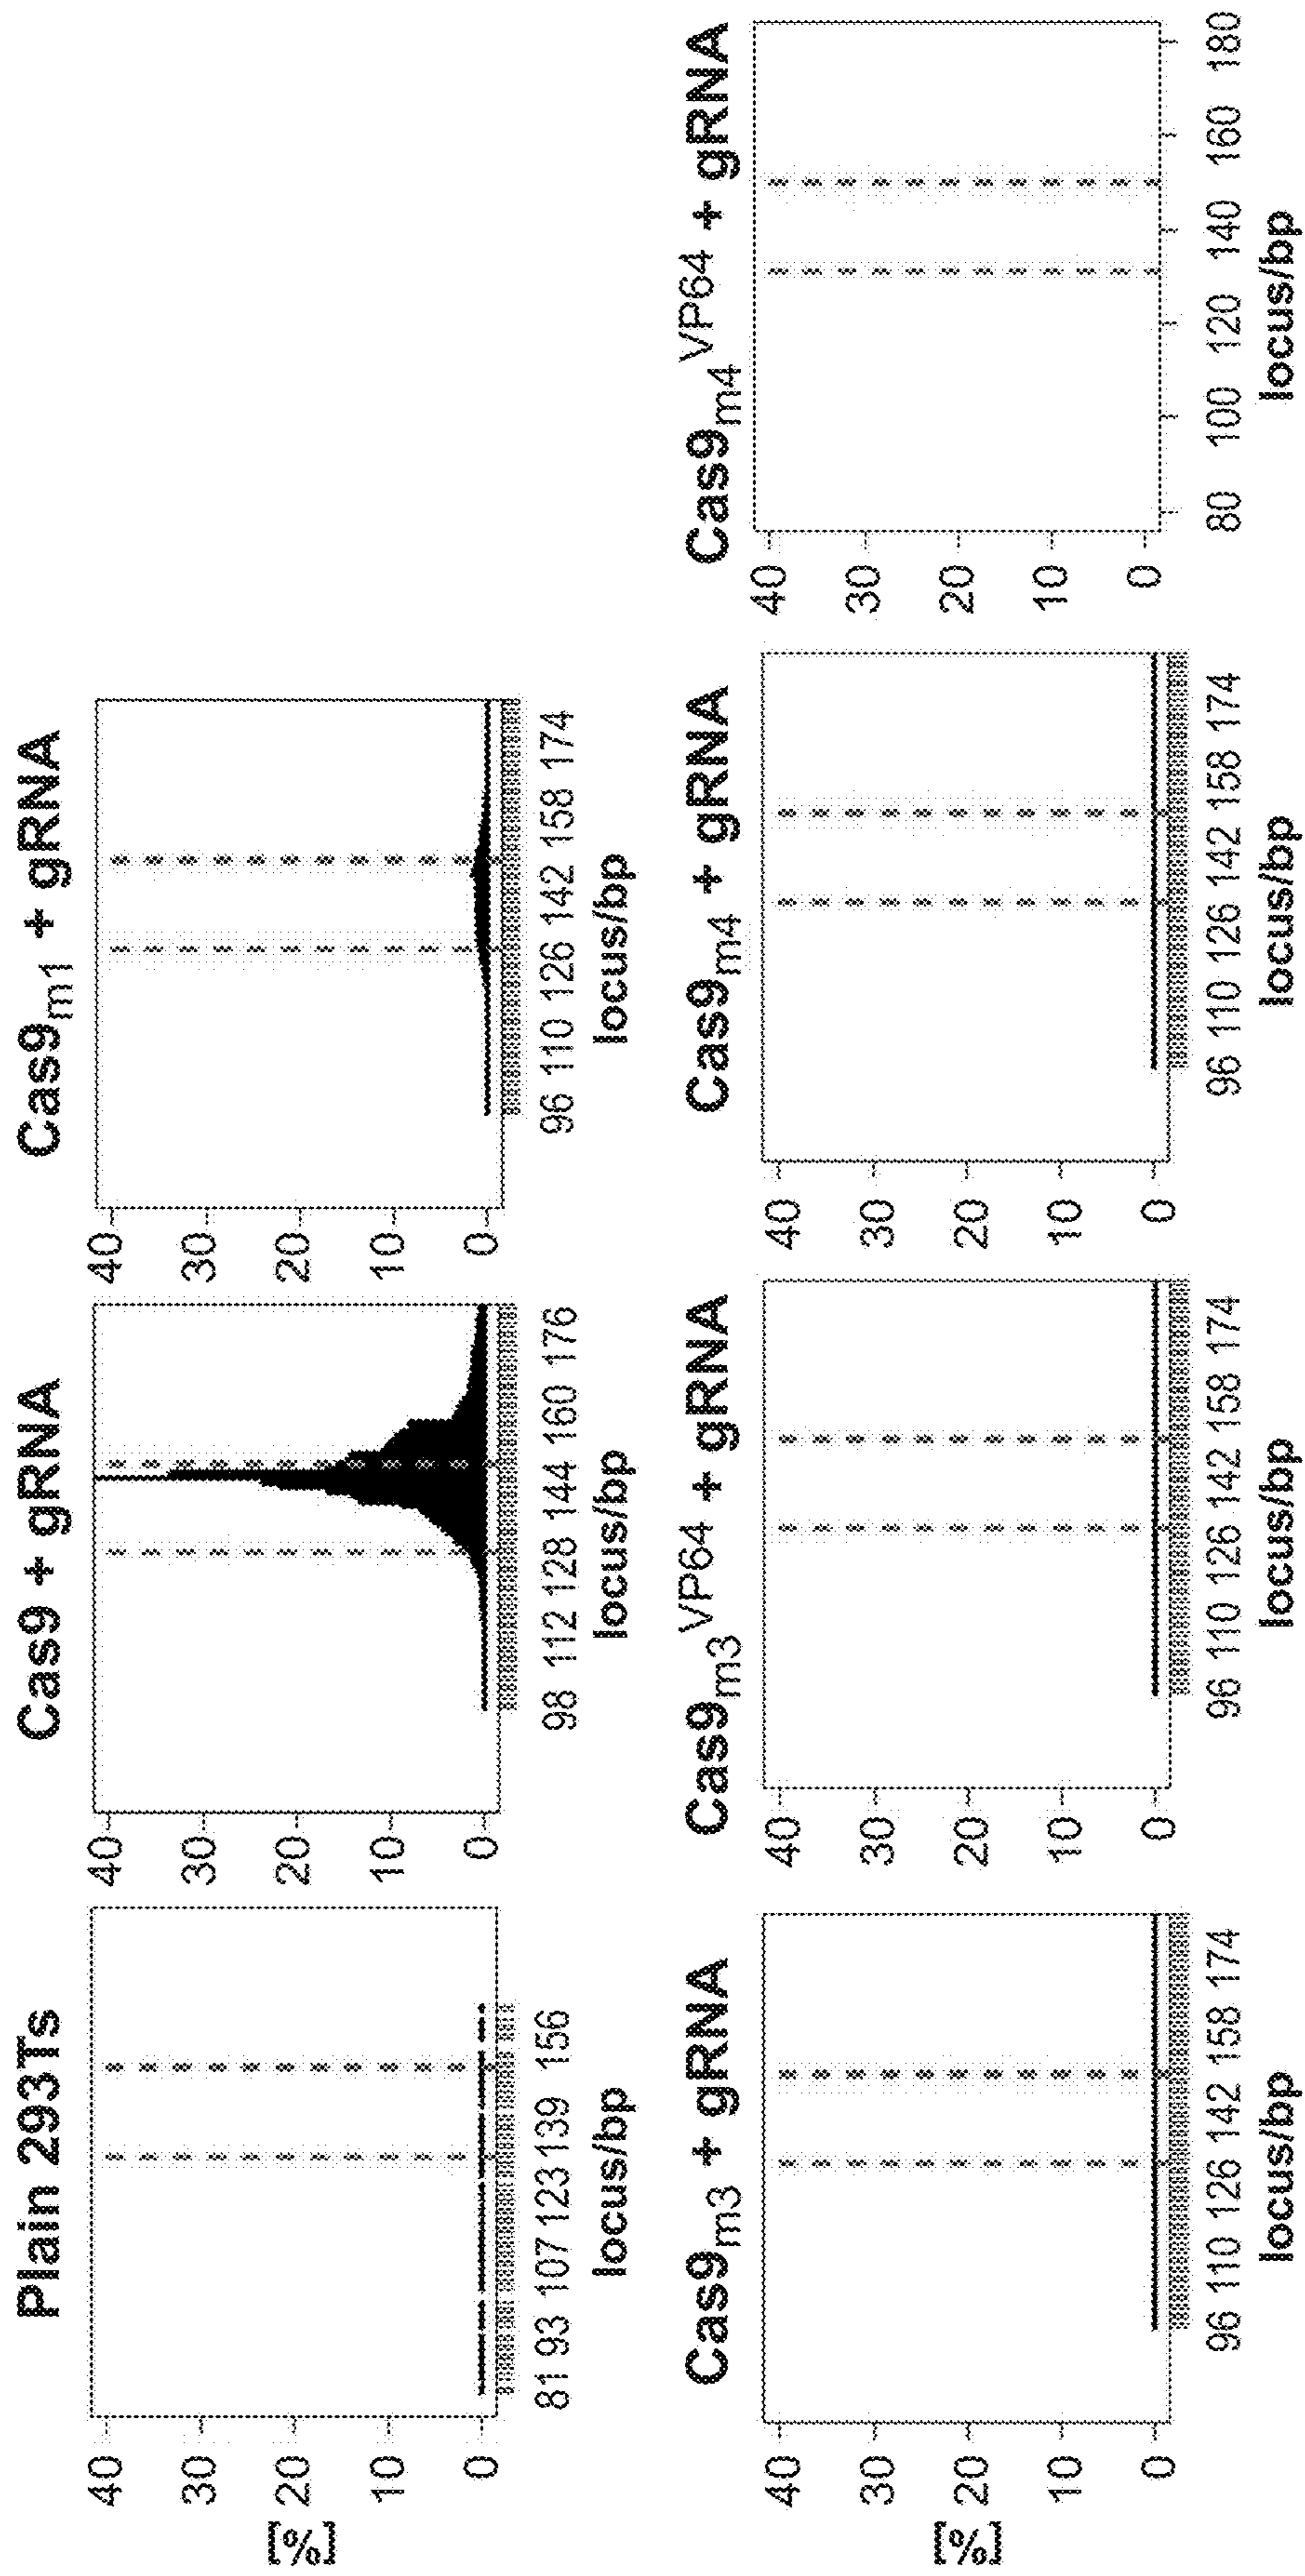 Plain 293Ts
[%]
40
30
20
10
0
81 93 107 123 139 156
locus/bp
Cas9 + gRNA
40
30
20
10
0
98 112 128 144 160 176
locus/bp
Cas9m1 + gRNA
40
30
20
10
0
96 110 126 142 158 174
locus/bp
Cas9m3 + gRNA
[%]
40
30
20
10
0
96 110 126 142 158 174
locus/bp
Cas9m3VP64 + gRNA
40
30
20
10
0
96 110 126 142 158 174
locus/bp
Cas9m4 + gRNA
40
30
20
10
0
96 110 126 142 158 174
locus/bp
Cas9m4VP64 + gRNA
40
30
20
10
0
80 100 120 140 160 180
locus/bp